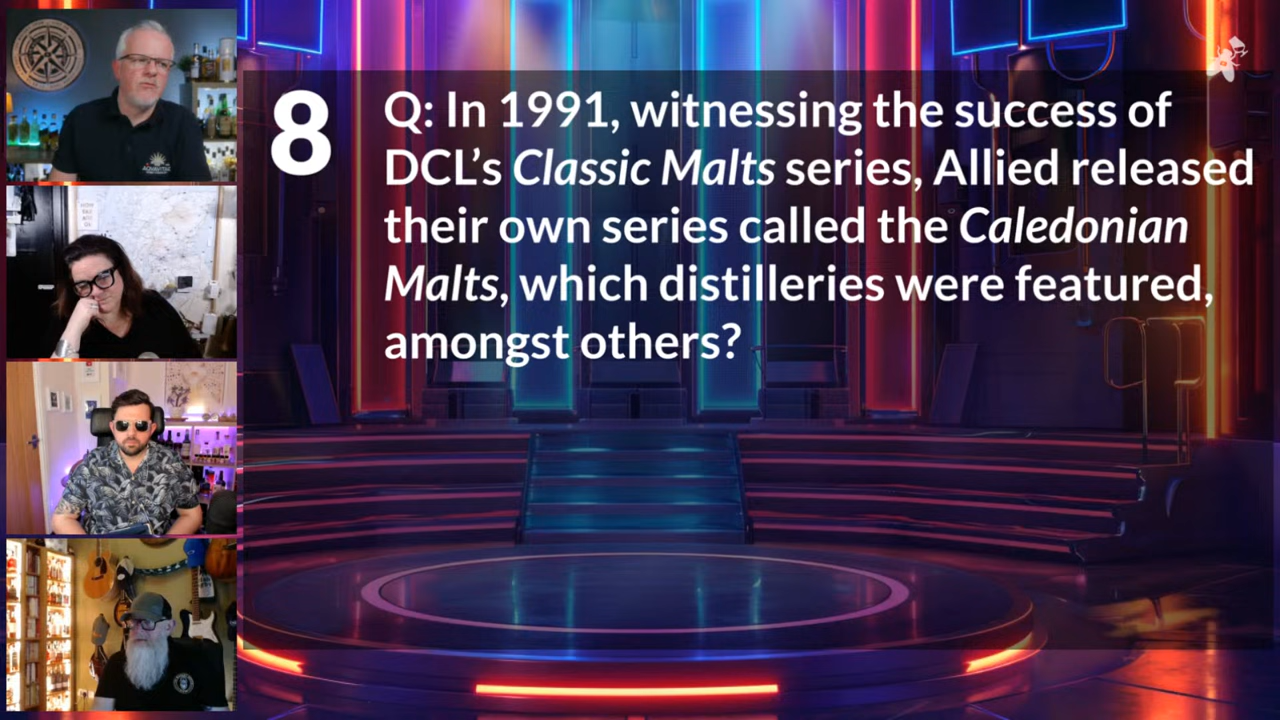 8
Q: In 1991, witnessing the success of
DCL's Classic Malts series, Allied released
their own series called the Caledonian
Malts, which distilleries were featured,
amongst others?